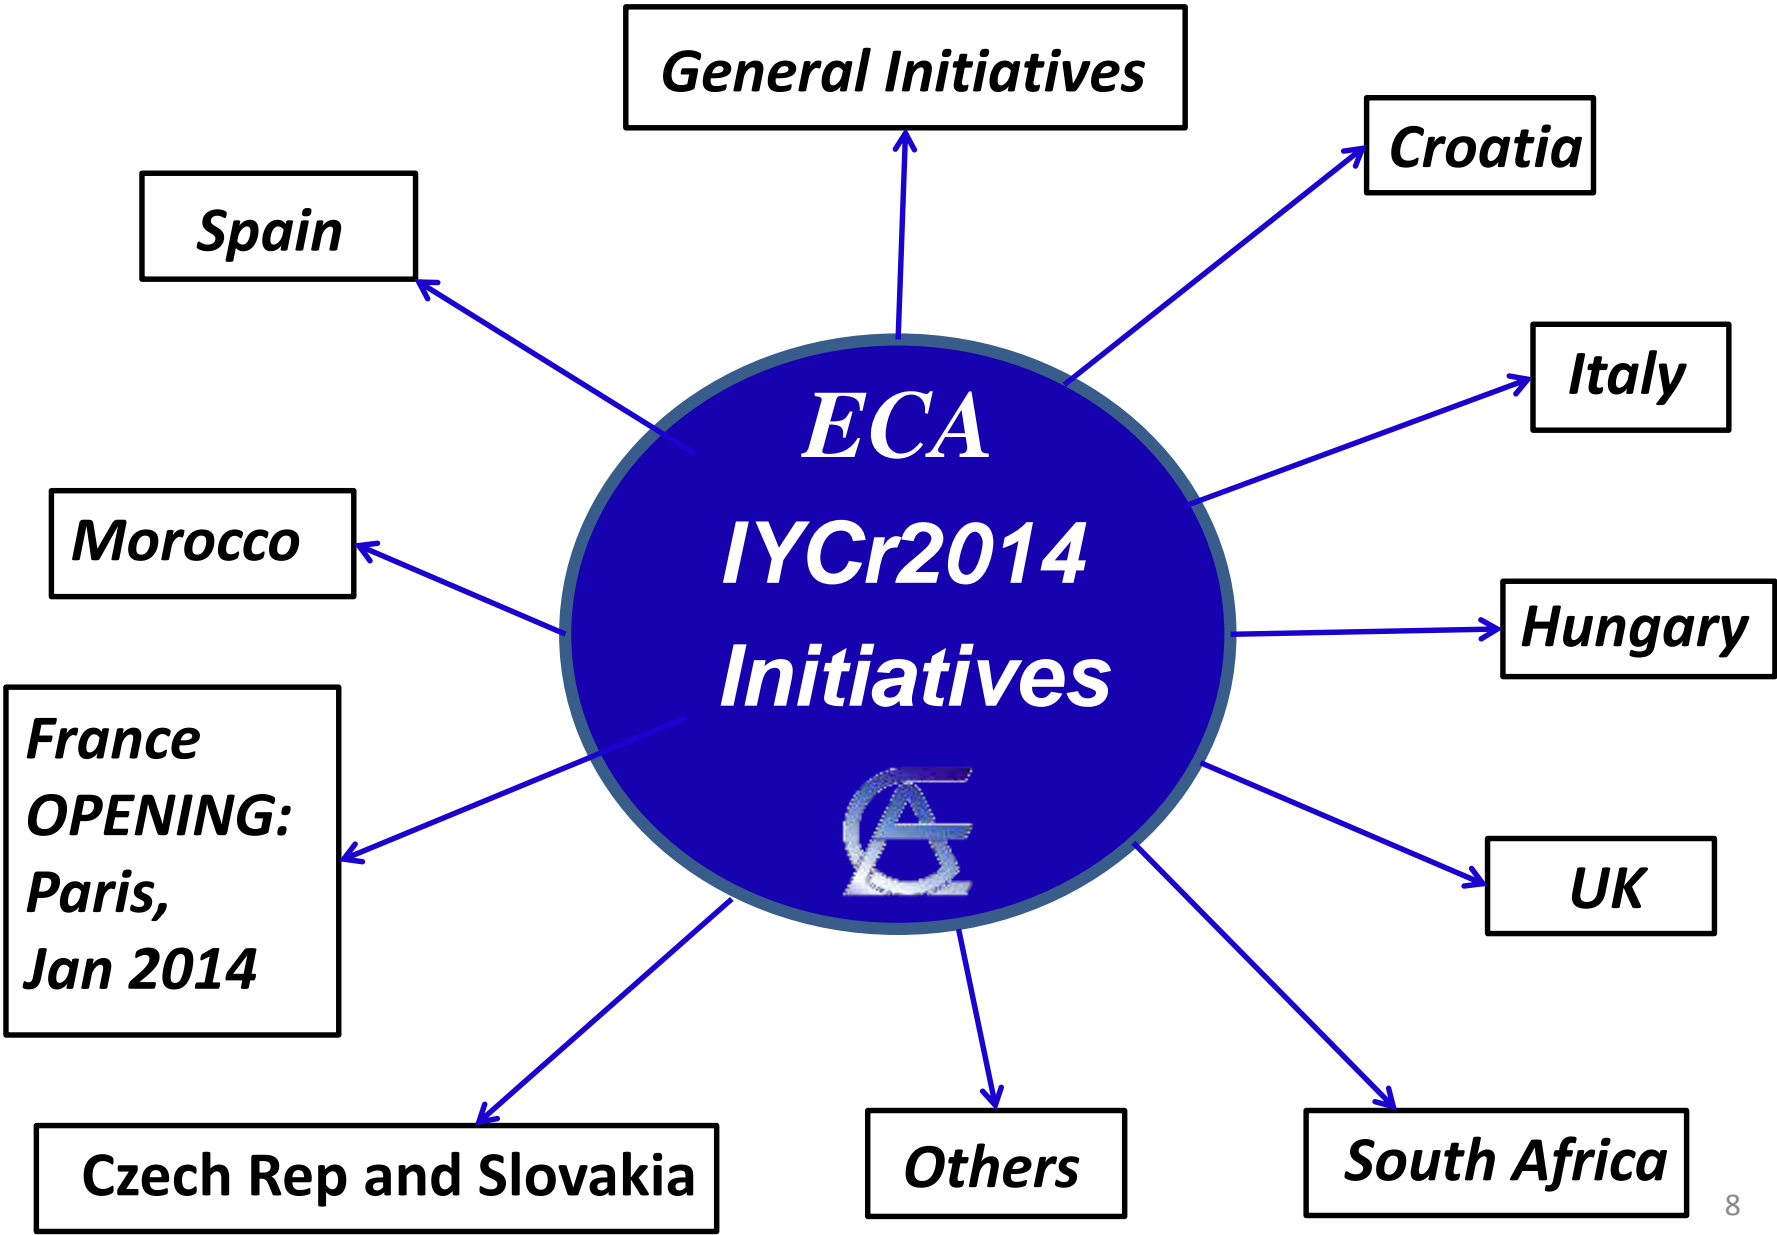 General Initiatives
Croatia
Spain
Italy
ECA
IYCr2014
Initiatives
Morocco
Hungary
France
OPENING:
Paris,
Jan 2014
UK
Czech Rep and Slovakia
Others
South Africa
8